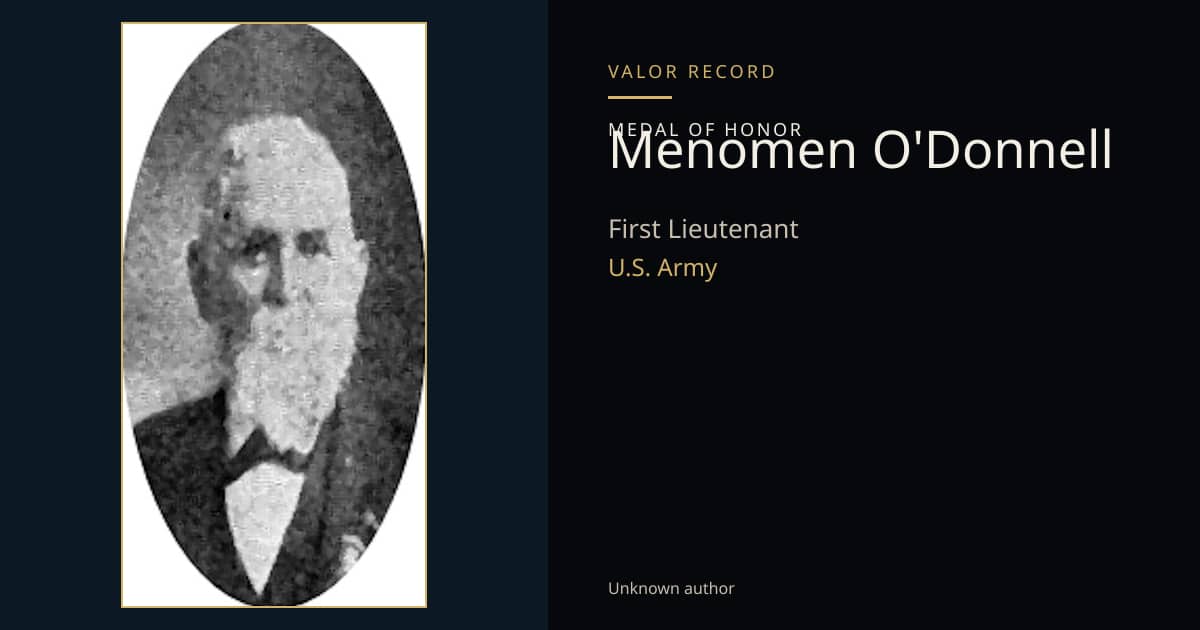 VALOR RECORD
MEDAL OF HONOR
Menomen O'Donnell
First Lieutenant
U.S. Army
Unknown author